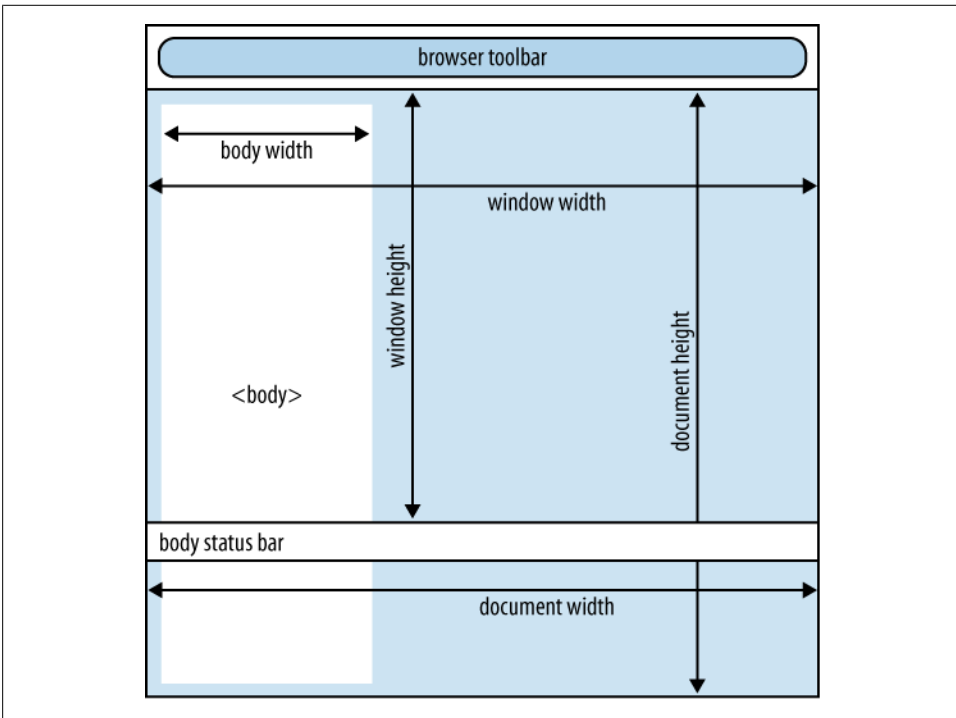 browser toolbar
body width
window width
window height
document height
<body>
body status bar
document width